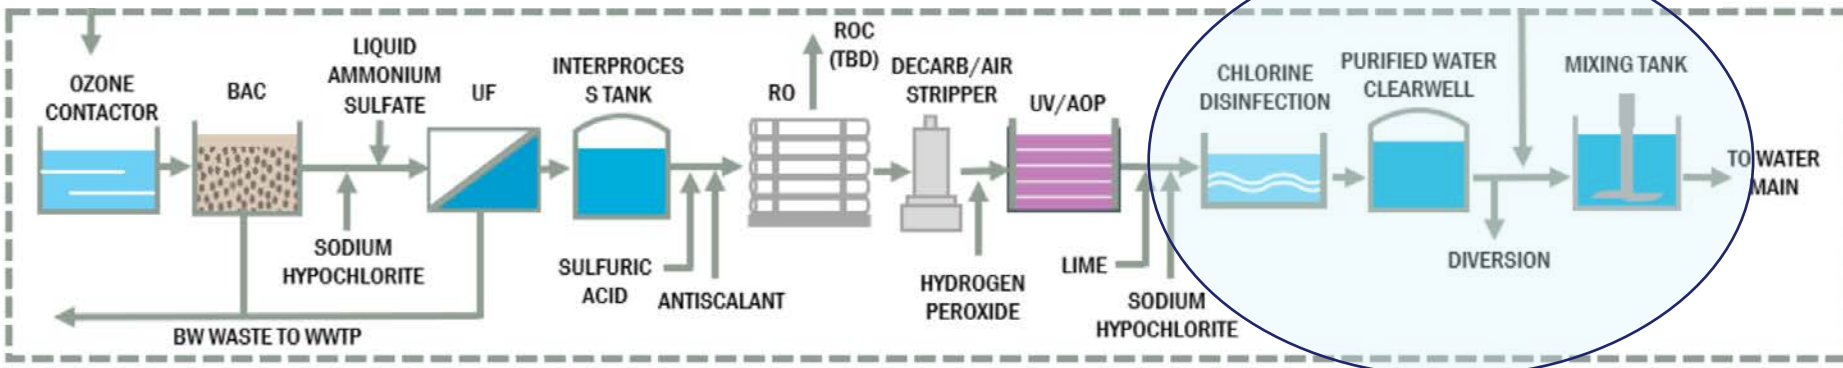 OZONE
CONTACTOR
BAC
LIQUID
AMMONIUM
SULFATE
SODIUM
HYPOCHLORITE
UF
BW WASTE TO WWTP
INTERPROCES
S TANK
SULFURIC
ACID
ANTISCALANT
RO
ROC
(TBD)
DECARB/AIR
STRIPPER
HYDROGEN
PEROXIDE
UV/AOP
LIME
SODIUM
HYPOCHLORITE
CHLORINE
DISINFECTION
PURIFIED WATER
CLEARWELL
DIVERSION
MIXING TANK
TO WATER
MAIN